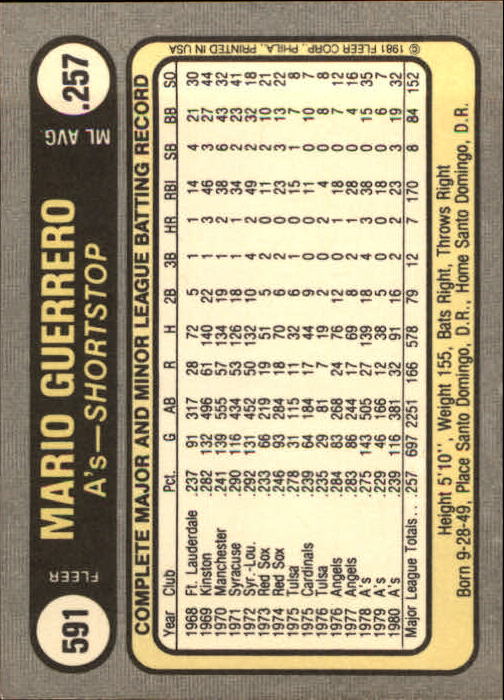 591
FLEER
MARIO GUERRERO
A's—SHORTSTOP
ML AVG
.257
COMPLETE MAJOR AND MINOR LEAGUE BATTING RECORD
Year Club Pct. G AB R H 2B 3B HR RBI SB BB SO
1968 Ft. Lauderdale .237 91 317 28 72 5 1 1 14 4 21 30
1969 Kinston .282 132 496 61 140 22 1 3 46 3 27 44
1970 Manchester .241 139 555 57 134 19 2 1 38 6 43 32
1971 Syracuse .290 116 434 53 126 18 4 2 34 3 23 41
1972 Syr.-Lou. .292 131 452 50 132 10 2 1 49 2 32 18
1973 Red Sox .233 66 219 19 51 5 1 0 11 2 10 21
1974 Red Sox .246 93 284 18 70 6 2 0 23 3 13 22
1975 Tulsa .278 31 115 11 32 4 1 1 15 1 7 8
1975 Cardinals .239 64 184 17 44 9 1 0 11 0 10 7
1976 Tulsa .235 29 81 7 19 1 0 0 4 0 8 8
1976 Angels .284 83 268 24 76 12 0 1 18 0 7 12
1977 Angels .283 86 244 17 69 8 2 1 28 0 4 16
1978 A's .275 143 505 27 139 18 4 3 38 0 15 35
1979 A's .229 46 166 12 38 5 0 0 18 0 6 7
1980 A's .239 116 381 32 91 16 2 2 23 3 19 32
Major League Totals... .257 697 2251 166 578 79 12 7 170 8 84 152
Height 5'10'', Weight 155, Bats Right, Throws Right
Born 9-28-49, Place Santo Domingo, D.R., Home Santo Domingo, D.R.
© 1981 FLEER CORP., PHILA., PRINTED IN USA